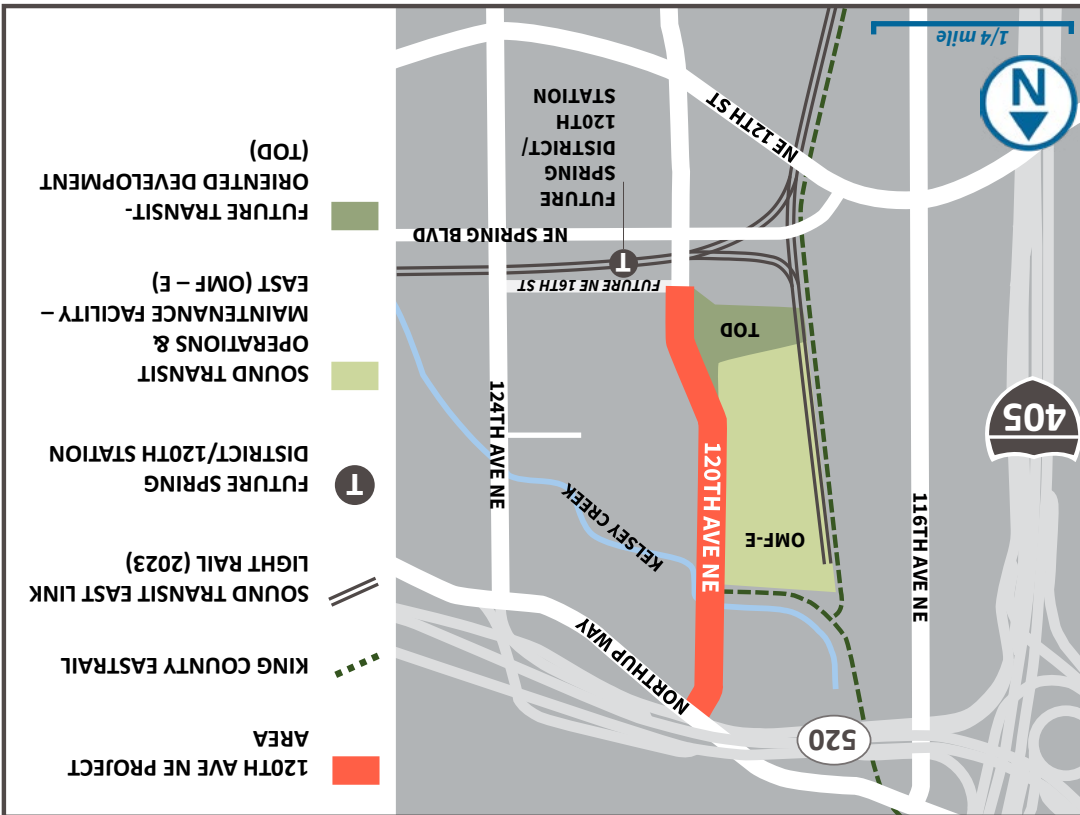 120TH AVE NE PROJECT
AREA
KING COUNTY EASTRAIL
SOUND TRANSIT EAST LINK
LIGHT RAIL (2023)
T
FUTURE SPRING
DISTRICT/120TH STATION
SOUND TRANSIT
OPERATIONS &
MAINTENANCE FACILITY –
EAST (OMF – E)
FUTURE TRANSIT-
ORIENTED DEVELOPMENT
(TOD)
520
NORTHUP WAY
116TH AVE NE
OMF-E
120TH AVE NE
KELSEY CREEK
124TH AVE NE
405
TOD
FUTURE NE 16TH ST
T
NE SPRING BLVD
FUTURE
SPRING
DISTRICT/
120TH
STATION
NE 12TH ST
N
1/4 mile